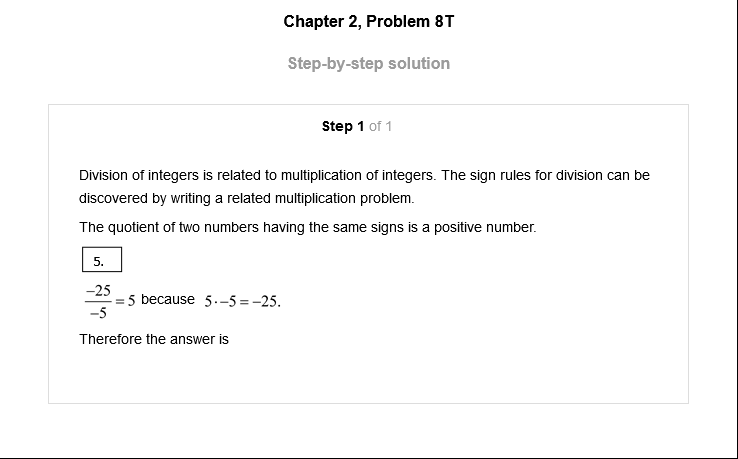 Chapter 2, Problem 8T
Step-by-step solution
Step 1 of 1
Division of integers is related to multiplication of integers. The sign rules for division can be
discovered by writing a related multiplication problem.
The quotient of two numbers having the same signs is a positive number.
5.
−25/−5 = 5 because 5·−5 = −25.
Therefore the answer is